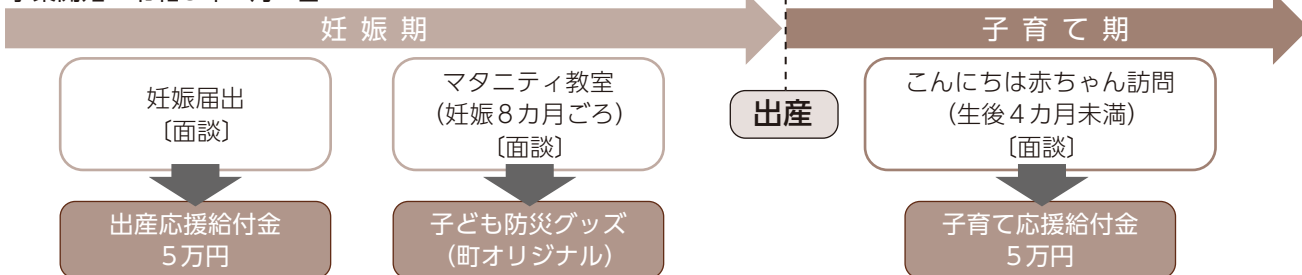 妊娠期
子育て期
妊娠届出
〔面談〕
マタニティ教室
(妊娠８カ月ごろ)
〔面談〕
出産
こんにちは赤ちゃん訪問
(生後４カ月未満)
〔面談〕
出産応援給付金
５万円
子ども防災グッズ
(町オリジナル)
子育て応援給付金
５万円